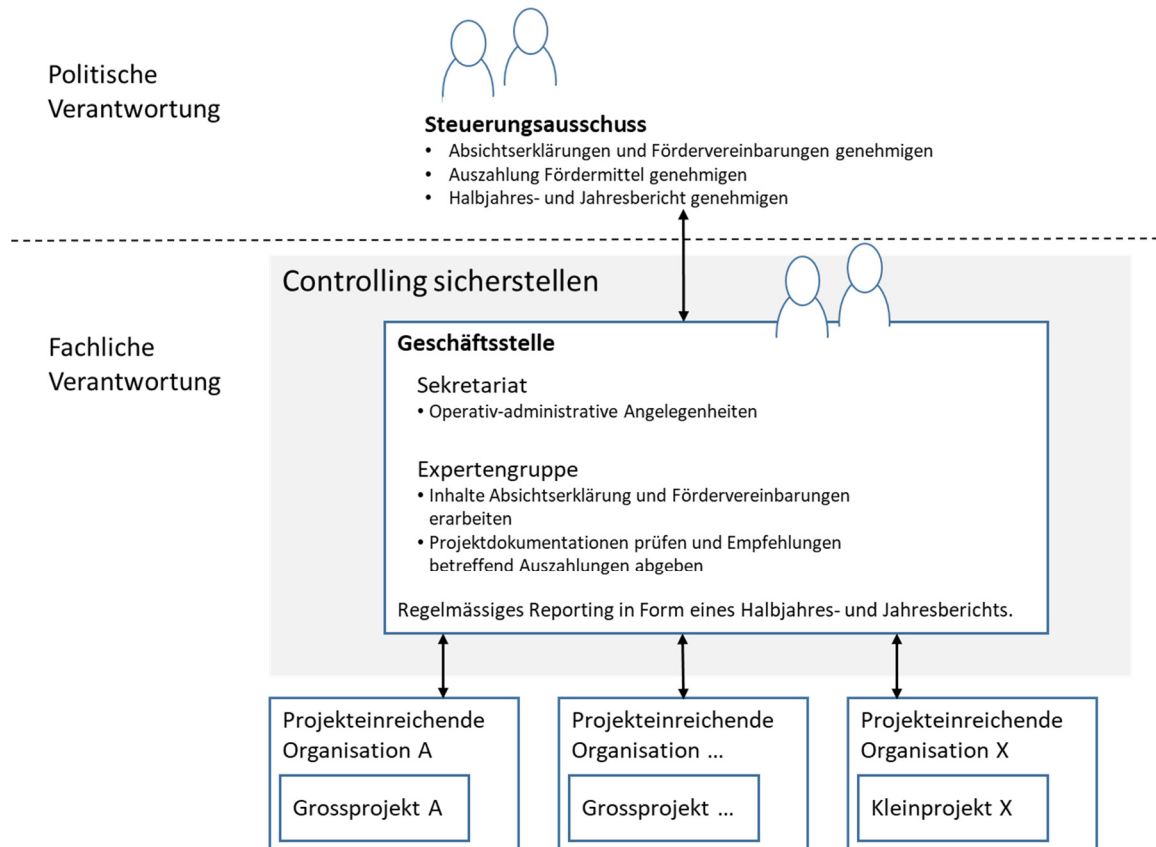 Politische
Verantwortung
Steuerungsausschuss
• Absichtserklärungen und Fördervereinbarungen genehmigen
• Auszahlung Fördermittel genehmigen
• Halbjahres- und Jahresbericht genehmigen
Controlling sicherstellen
Fachliche
Verantwortung
Geschäftsstelle
Sekretariat
• Operativ-administrative Angelegenheiten
Expertengruppe
• Inhalte Absichtserklärung und Fördervereinbarungen
erarbeiten
• Projektdokumentationen prüfen und Empfehlungen
betreffend Auszahlungen abgeben
Regelmässiges Reporting in Form eines Halbjahres- und Jahresberichts.
Projekteinreichende
Organisation A
Grossprojekt A
Projekteinreichende
Organisation ...
Grossprojekt ...
Projekteinreichende
Organisation X
Kleinprojekt X